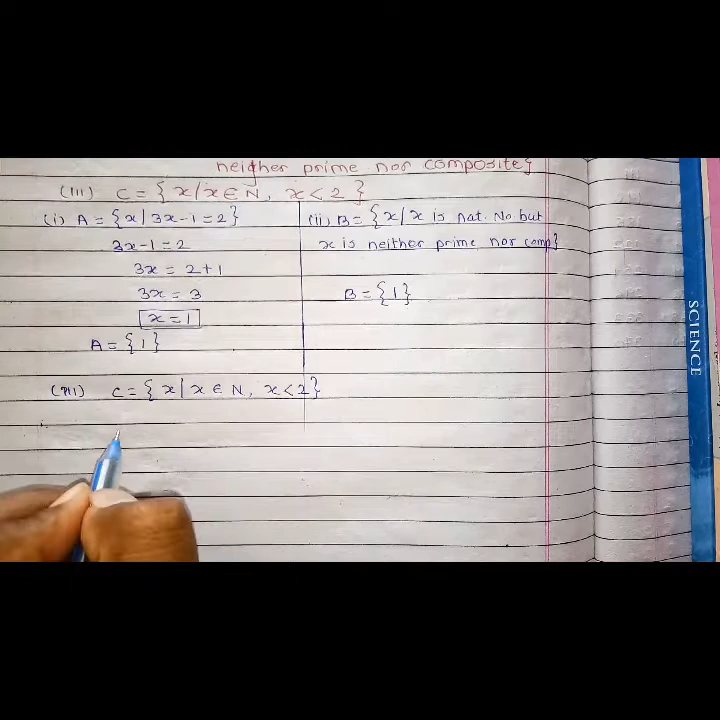 neither prime nor composite}
(III) C = { x / x ∈ N, x < 2 }
(i) A = { x / 3x - 1 = 2 }
3x - 1 = 2
3x = 2 + 1
3x = 3
x = 1
A = { 1 }
(ii) B = { x / x is nat. No but
x is neither prime nor comp }
B = { 1 }
(III) C = { x | x ∈ N, x < 2 }
SCIENCE